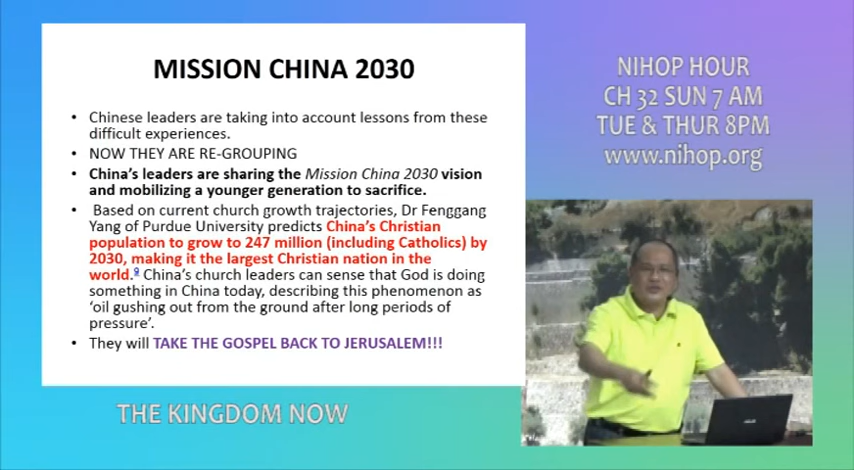 MISSION CHINA 2030
• Chinese leaders are taking into account lessons from these
difficult experiences.
• NOW THEY ARE RE-GROUPING
• China's leaders are sharing the Mission China 2030 vision
and mobilizing a younger generation to sacrifice.
• Based on current church growth trajectories, Dr Fenggang
Yang of Purdue University predicts China's Christian
population to grow to 247 million (including Catholics) by
2030, making it the largest Christian nation in the
world.9 China's church leaders can sense that God is doing
something in China today, describing this phenomenon as
'oil gushing out from the ground after long periods of
pressure'.
• They will TAKE THE GOSPEL BACK TO JERUSALEM!!!
NIHOP HOUR
CH 32 SUN 7 AM
TUE & THUR 8PM
www.nihop.org
ASUS
THE KINGDOM NOW